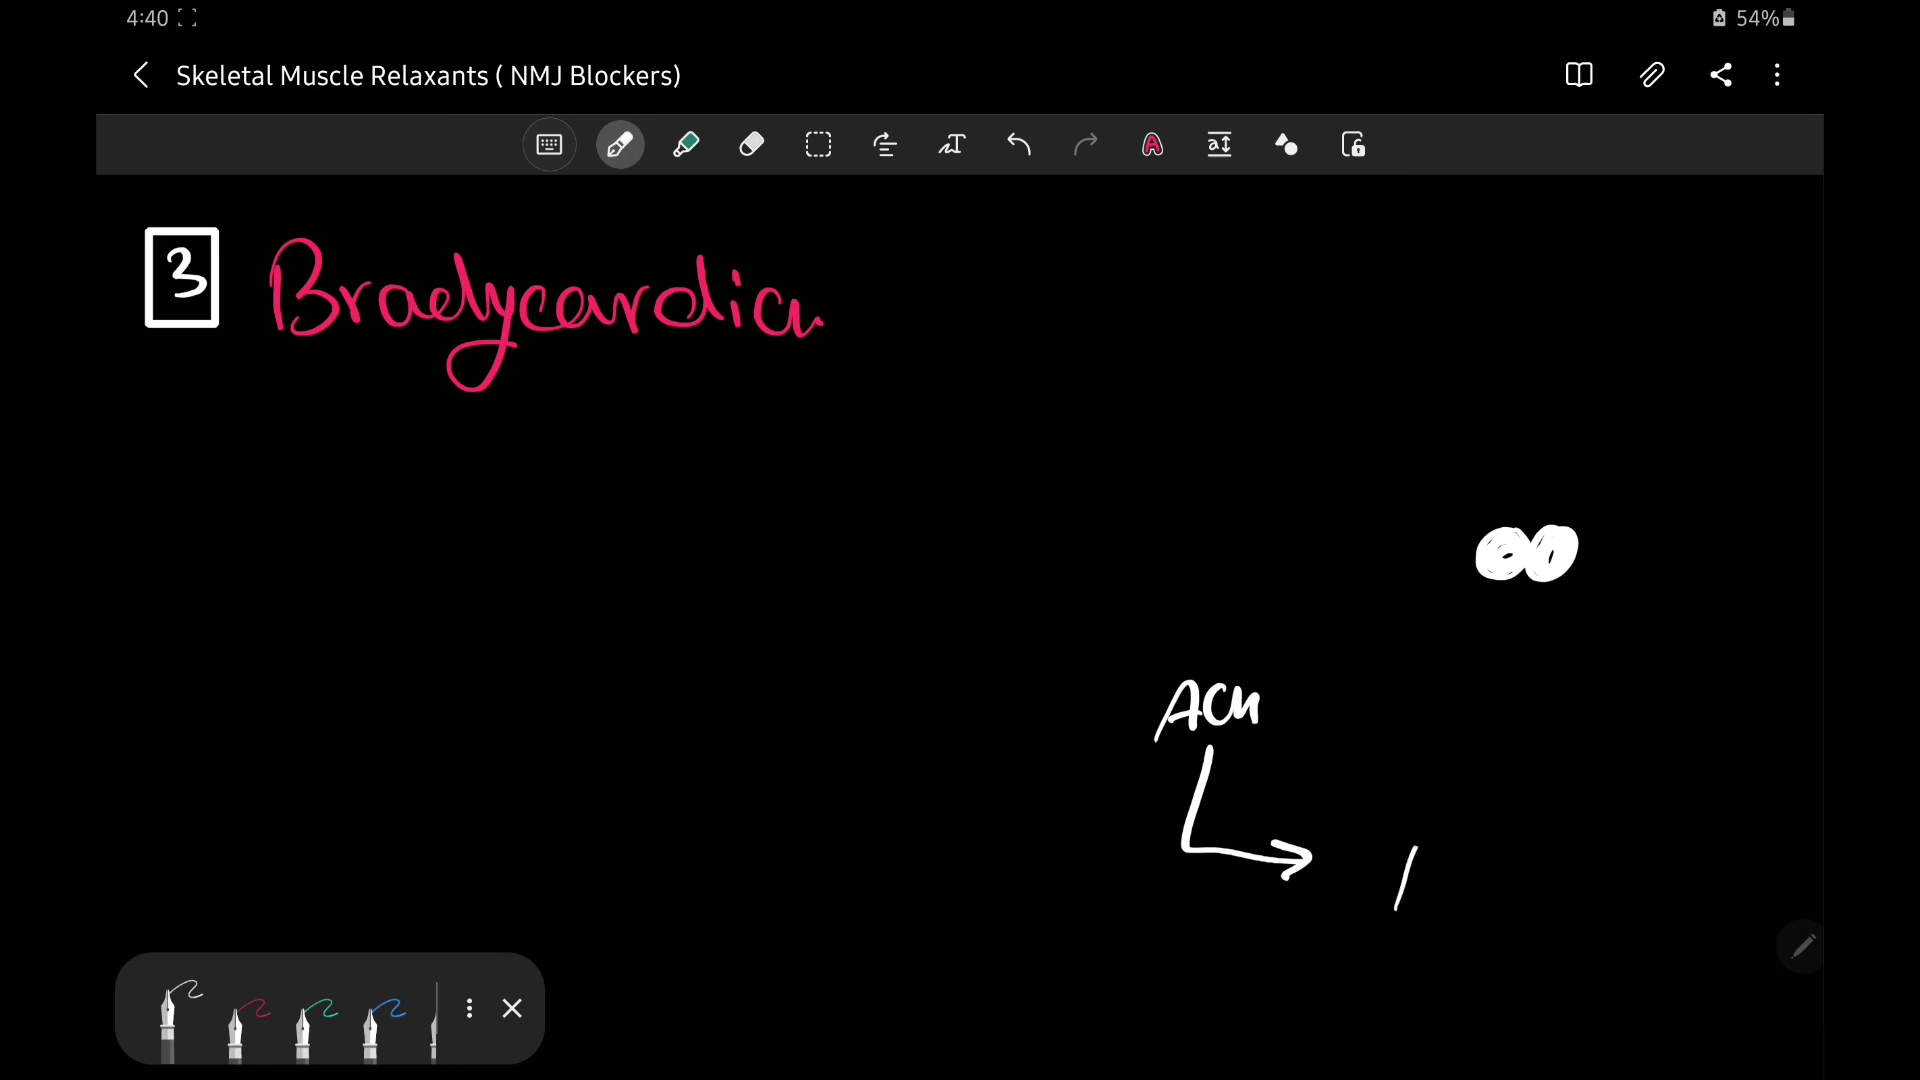 4:40
54%
Skeletal Muscle Relaxants ( NMJ Blockers)
3 Bradycardia
ACh